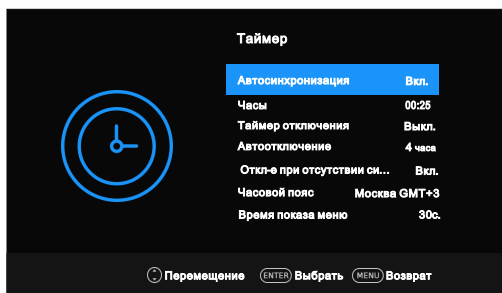 Таймер
Автосинхронизация Вкл.
Часы 00:25
Таймер отключения Выкл.
Автоотключение 4 часа
Откл-е при отсутствии си... Вкл.
Часовой пояс Москва GMT+3
Время показа меню 30с.
Перемещение ENTER Выбрать MENU Возврат